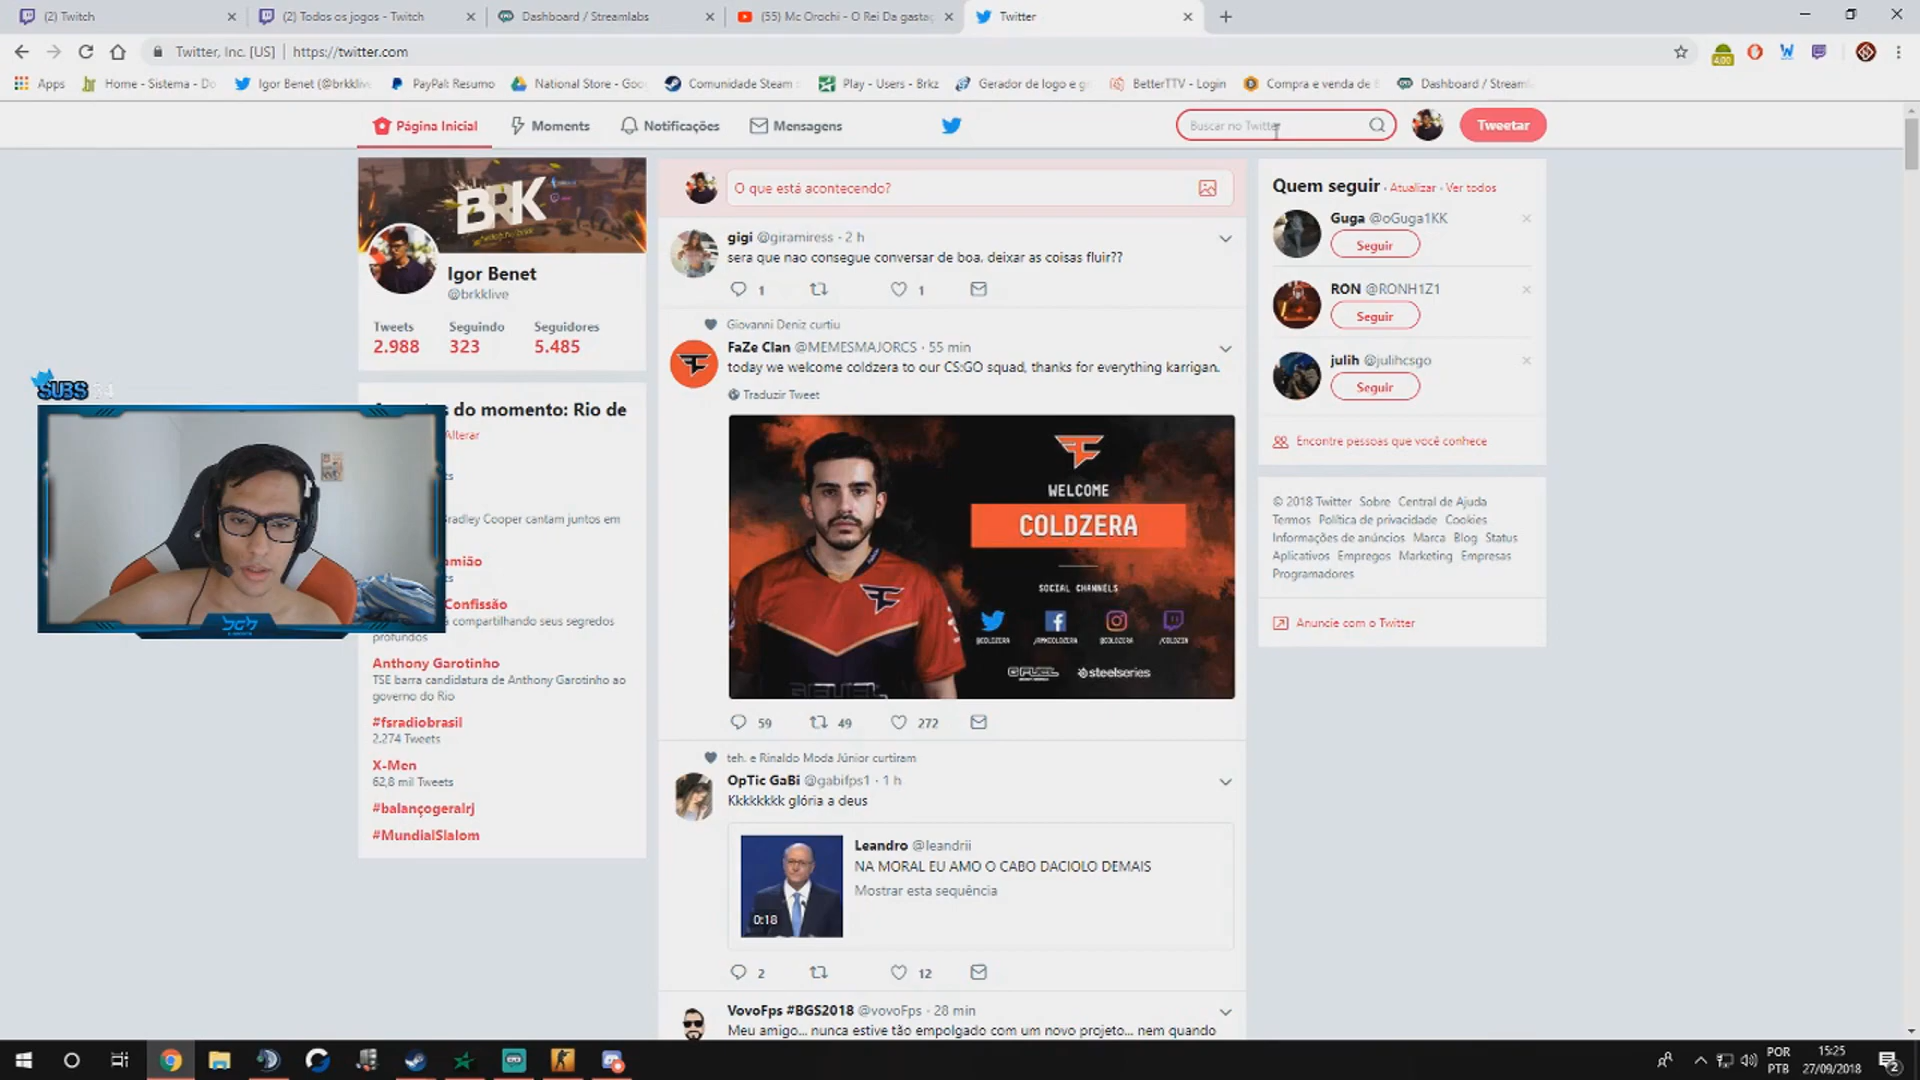 (2) Twitch
(2) Todos os jogos - Twitch
Dashboard / Streamlabs
(55) Mc Orochi - O Rei Da gastaç
Twitter
Twitter, Inc. [US] | https://twitter.com
4:00
Apps
Home - Sistema - Do
Igor Benet (@brkkliv
PayPal: Resumo
National Store - Goo
Comunidade Steam
Play - Users - Brkz
Gerador de logo e g
BetterTTV - Login
Compra e venda de
Dashboard / Stream
Página Inicial
Moments
Notificações
Mensagens
Buscar no Twitter
Tweetar
BRK
Igor Benet
@brkklive
Tweets
Seguindo
Seguidores
2.988
323
5.485
SUBS
do momento: Rio de
Alterar
Bradley Cooper cantam juntos em
Confissão
compartilhando seus segredos
profundos
Anthony Garotinho
TSE barra candidatura de Anthony Garotinho ao
governo do Rio
#fsradiobrasil
2.274 Tweets
X-Men
62,8 mil Tweets
#balançogeralrj
#MundialSlalom
O que está acontecendo?
gigi @giramiress · 2 h
sera que nao consegue conversar de boa, deixar as coisas fluir??
1
1
Giovanni Deniz curtiu
FaZe Clan @MEMESMAJORCS · 55 min
today we welcome coldzera to our CS:GO squad, thanks for everything karrigan.
Traduzir Tweet
WELCOME
COLDZERA
SOCIAL CHANNELS
@COLDZERA
/RMKCOLDZERA
@COLDZERA
/COLDZIN
G FUEL
steelseries
G FUEL
59
49
272
teh. e Rinaldo Moda Júnior curtiram
OpTic GaBi @gabifps1 · 1 h
Kkkkkkkk glória a deus
Leandro @leandrii
NA MORAL EU AMO O CABO DACIOLO DEMAIS
Mostrar esta sequência
0:18
2
12
VovoFps #BGS2018 @vovoFps · 28 min
Meu amigo... nunca estive tão empolgado com um novo projeto... nem quando
Quem seguir · Atualizar · Ver todos
Guga @oGuga1KK
Seguir
RON @RONH1Z1
Seguir
julih @julihcsgo
Seguir
Encontre pessoas que você conhece
© 2018 Twitter Sobre Central de Ajuda
Termos Política de privacidade Cookies
Informações de anúncios Marca Blog Status
Aplicativos Empregos Marketing Empresas
Programadores
Anuncie com o Twitter
POR
PTB
15:25
27/09/2018
2